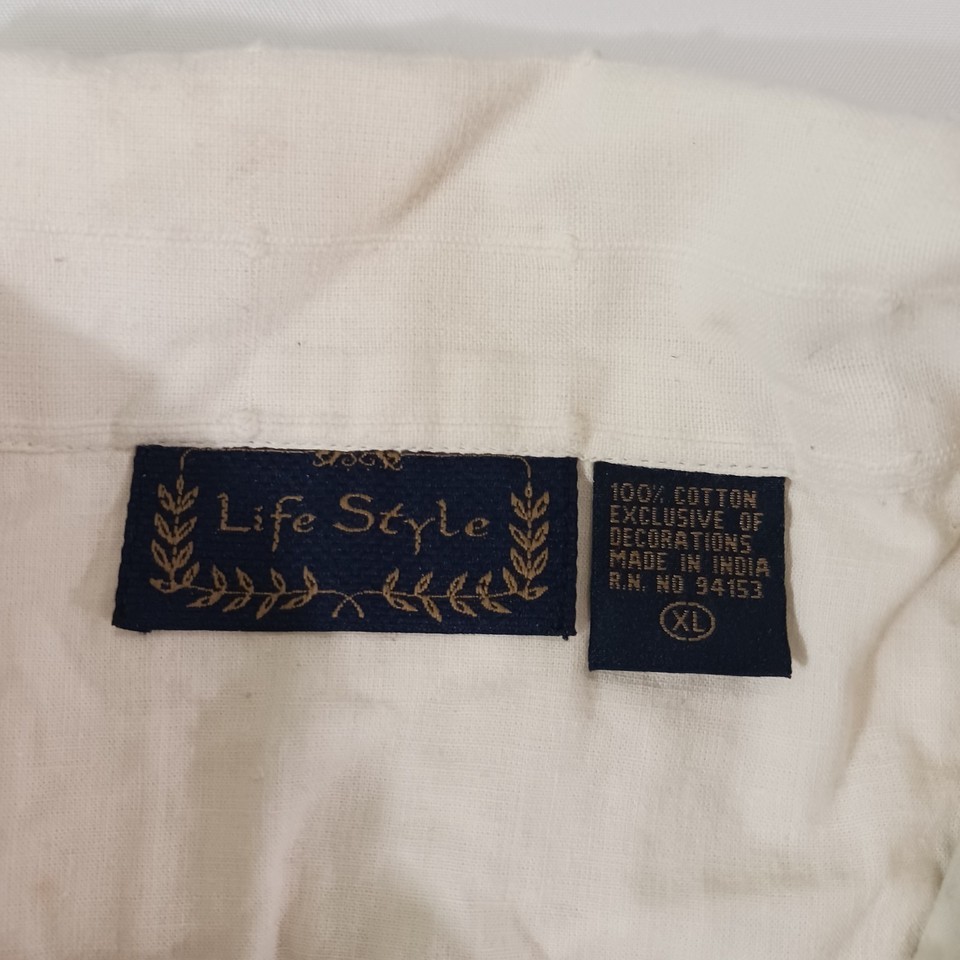 Life Style
100% COTTON
EXCLUSIVE OF
DECORATIONS
MADE IN INDIA
R.N. NO 94153
XL